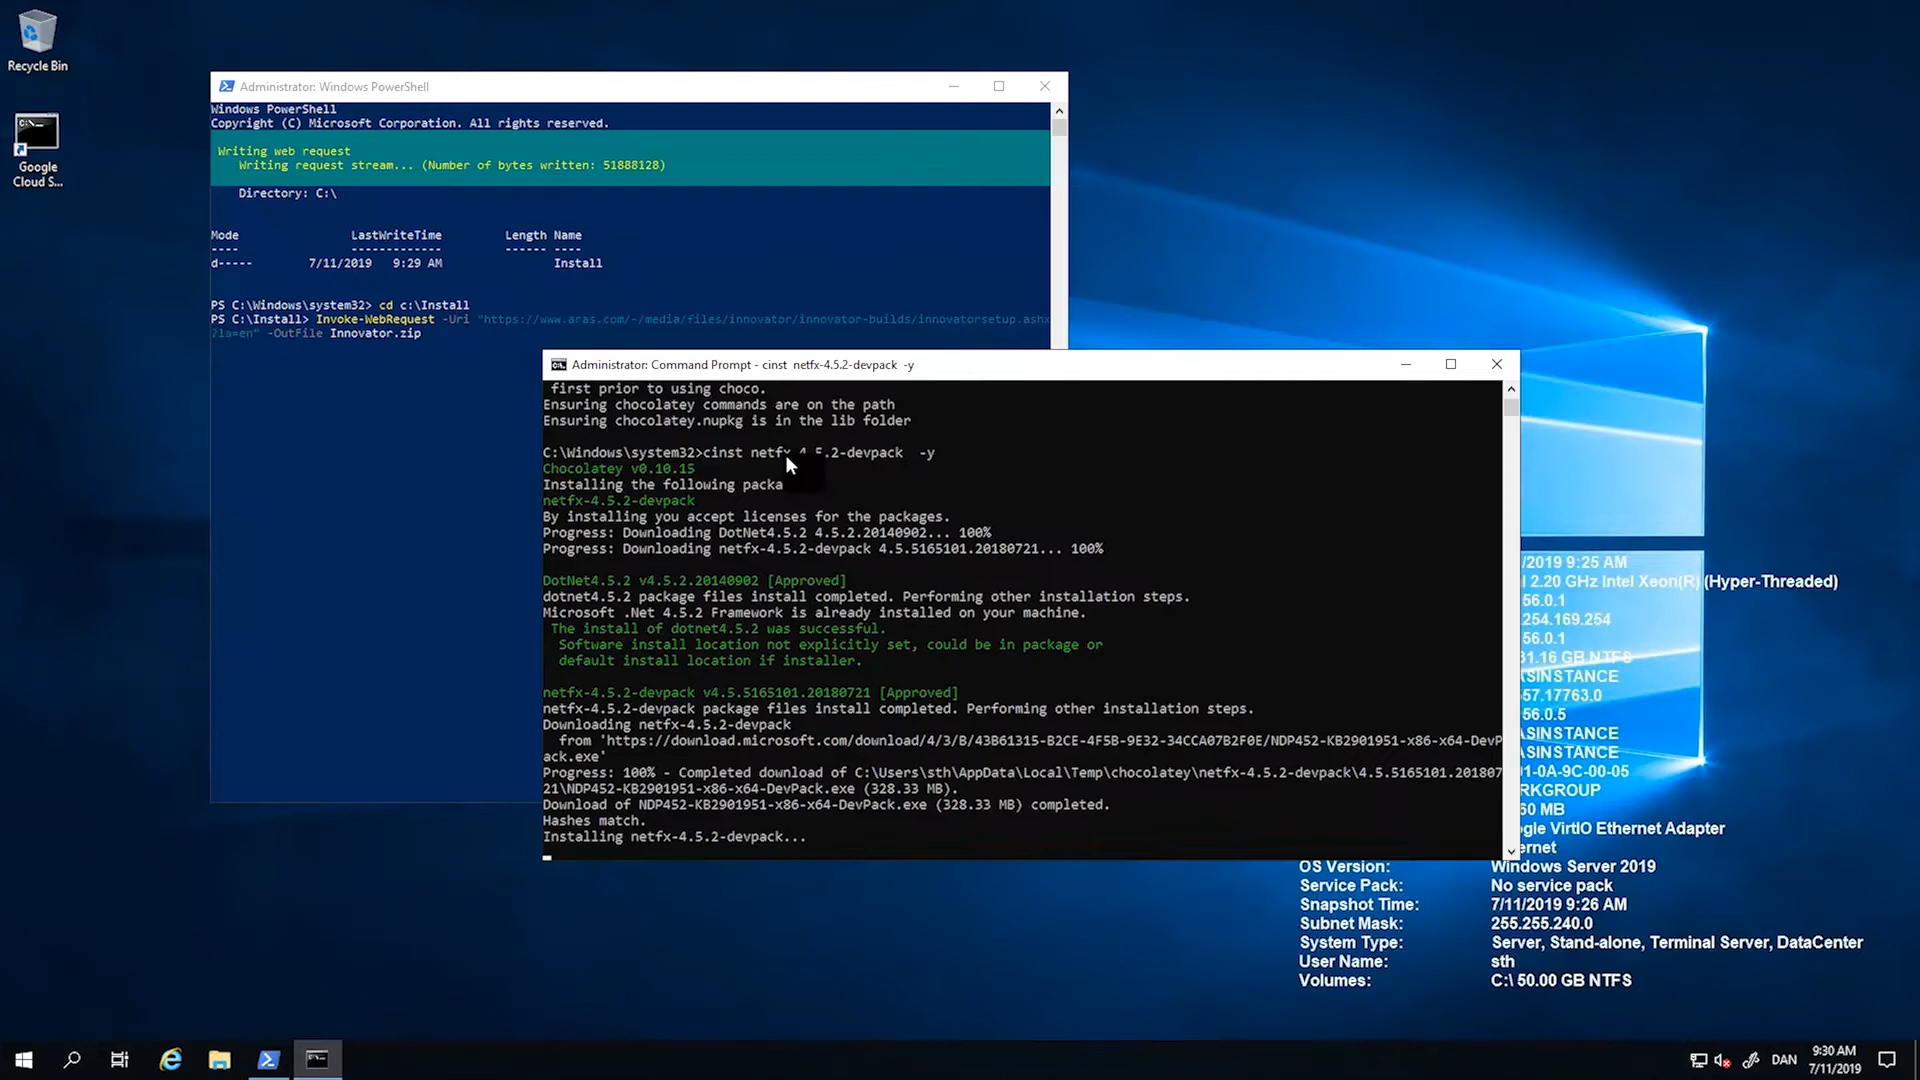 Recycle Bin
Google
Cloud S...
Administrator: Windows PowerShell
Windows PowerShell
Copyright (C) Microsoft Corporation. All rights reserved.
Writing web request
Writing request stream... (Number of bytes written: 51888128)
Directory: C:\
Mode LastWriteTime Length Name
---- ------------- ------ ----
d----- 7/11/2019 9:29 AM Install
PS C:\Windows\system32> cd c:\Install
PS C:\Install> Invoke-WebRequest -Uri "https://www.aras.com/-/media/files/innovator/innovator-builds/innovatorsetup.ashx
?la=en" -OutFile Innovator.zip
Administrator: Command Prompt - cinst netfx-4.5.2-devpack -y
first prior to using choco.
Ensuring chocolatey commands are on the path
Ensuring chocolatey.nupkg is in the lib folder
C:\Windows\system32>cinst netfx-4.5.2-devpack -y
Chocolatey v0.10.15
Installing the following packa
netfx-4.5.2-devpack
By installing you accept licenses for the packages.
Progress: Downloading DotNet4.5.2 4.5.2.20140902... 100%
Progress: Downloading netfx-4.5.2-devpack 4.5.5165101.20180721... 100%
DotNet4.5.2 v4.5.2.20140902 [Approved]
dotnet4.5.2 package files install completed. Performing other installation steps.
Microsoft .Net 4.5.2 Framework is already installed on your machine.
The install of dotnet4.5.2 was successful.
Software install location not explicitly set, could be in package or
default install location if installer.
netfx-4.5.2-devpack v4.5.5165101.20180721 [Approved]
netfx-4.5.2-devpack package files install completed. Performing other installation steps.
Downloading netfx-4.5.2-devpack
from 'https://download.microsoft.com/download/4/3/B/43B61315-B2CE-4F5B-9E32-34CCA07B2F0E/NDP452-KB2901951-x86-x64-DevP
ack.exe'
Progress: 100% - Completed download of C:\Users\sth\AppData\Local\Temp\chocolatey\netfx-4.5.2-devpack\4.5.5165101.201807
21\NDP452-KB2901951-x86-x64-DevPack.exe (328.33 MB).
Download of NDP452-KB2901951-x86-x64-DevPack.exe (328.33 MB) completed.
Hashes match.
Installing netfx-4.5.2-devpack...
/2019 9:25 AM
l 2.20 GHz Intel Xeon(R) (Hyper-Threaded)
56.0.1
.254.169.254
56.0.1
31.16 GB NTFS
ASINSTANCE
57.17763.0
56.0.5
ASINSTANCE
ASINSTANCE
01-0A-9C-00-05
RKGROUP
60 MB
ogle VirtIO Ethernet Adapter
ernet
OS Version: Windows Server 2019
Service Pack: No service pack
Snapshot Time: 7/11/2019 9:26 AM
Subnet Mask: 255.255.240.0
System Type: Server, Stand-alone, Terminal Server, DataCenter
User Name: sth
Volumes: C:\ 50.00 GB NTFS
DAN
9:30 AM
7/11/2019